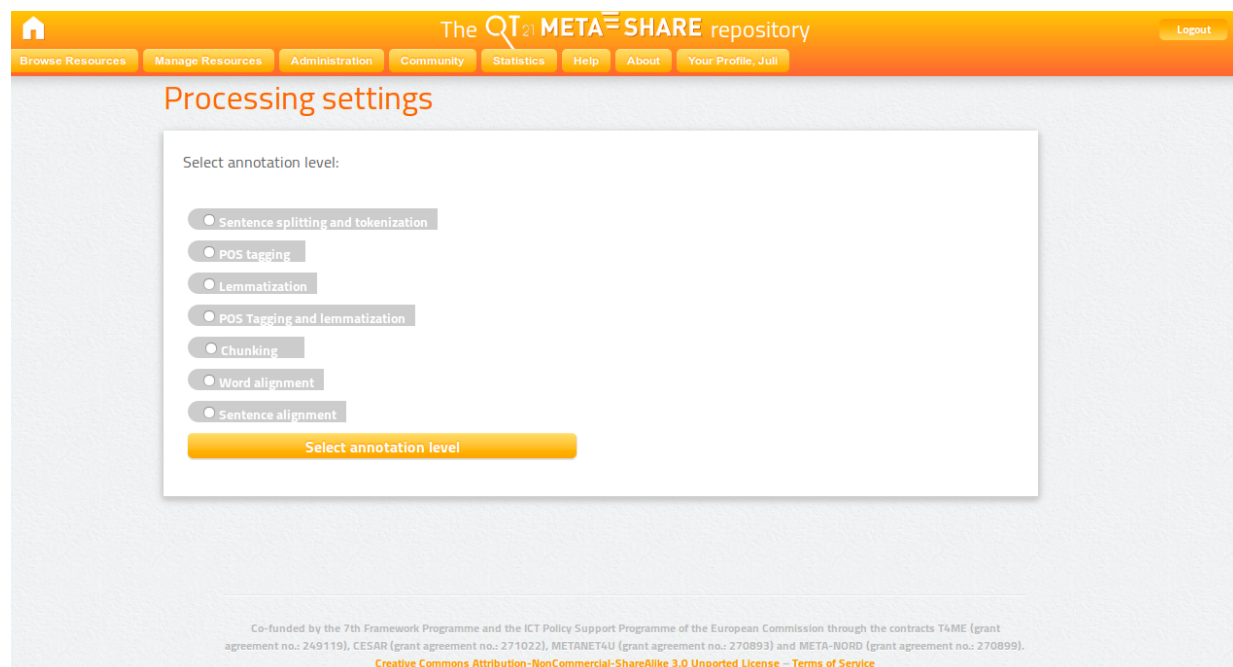 The QT21 META SHARE repository
Logout
Browse Resources Manage Resources Administration Community Statistics Help About Your Profile, Juli
Processing settings
Select annotation level:
Sentence splitting and tokenization
POS tagging
Lemmatization
POS Tagging and lemmatization
Chunking
Word alignment
Sentence alignment
Select annotation level
Co-funded by the 7th Framework Programme and the ICT Policy Support Programme of the European Commission through the contracts T4ME (grant
agreement no.: 249119), CESAR (grant agreement no.: 271022), METANET4U (grant agreement no.: 270893) and META-NORD (grant agreement no.: 270899).
Creative Commons Attribution-NonCommercial-ShareAlike 3.0 Unported License – Terms of Service